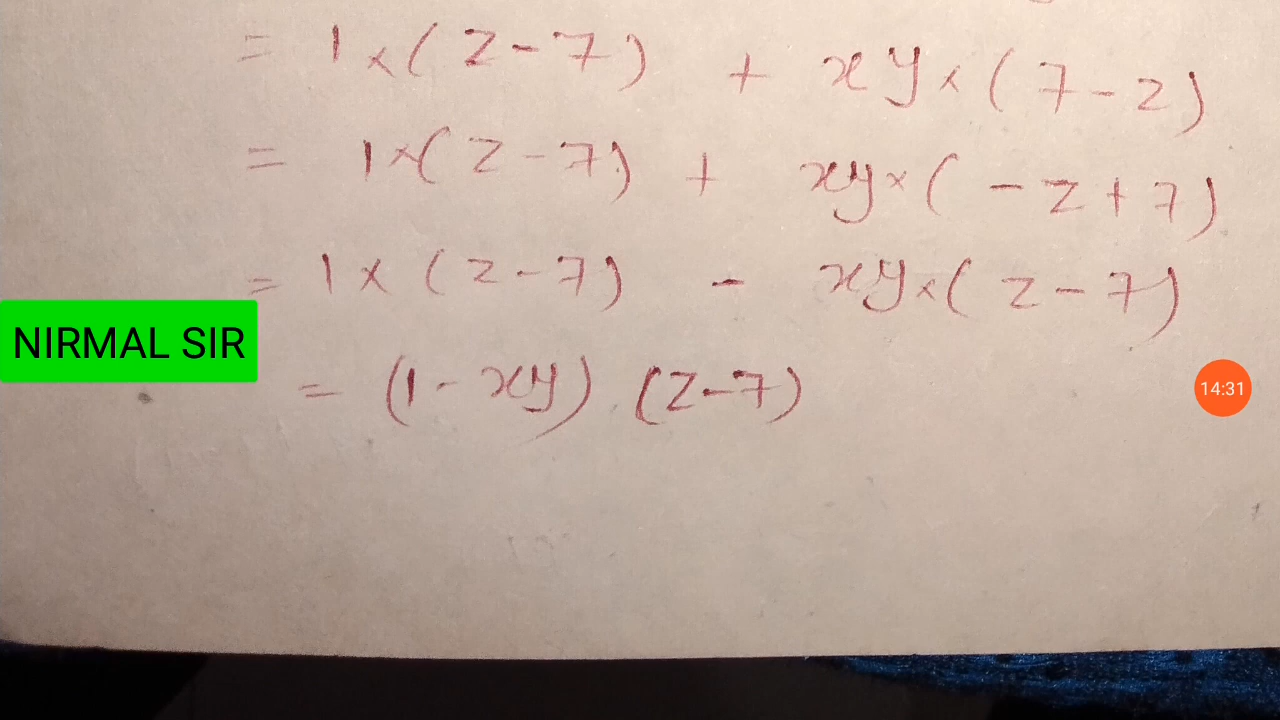 = 1×(z-7) + xy×(7-z)
= 1×(z-7) + xy×(-z+7)
= 1×(z-7) - xy×(z-7)
NIRMAL SIR
= (1-xy) (z-7)
14:31